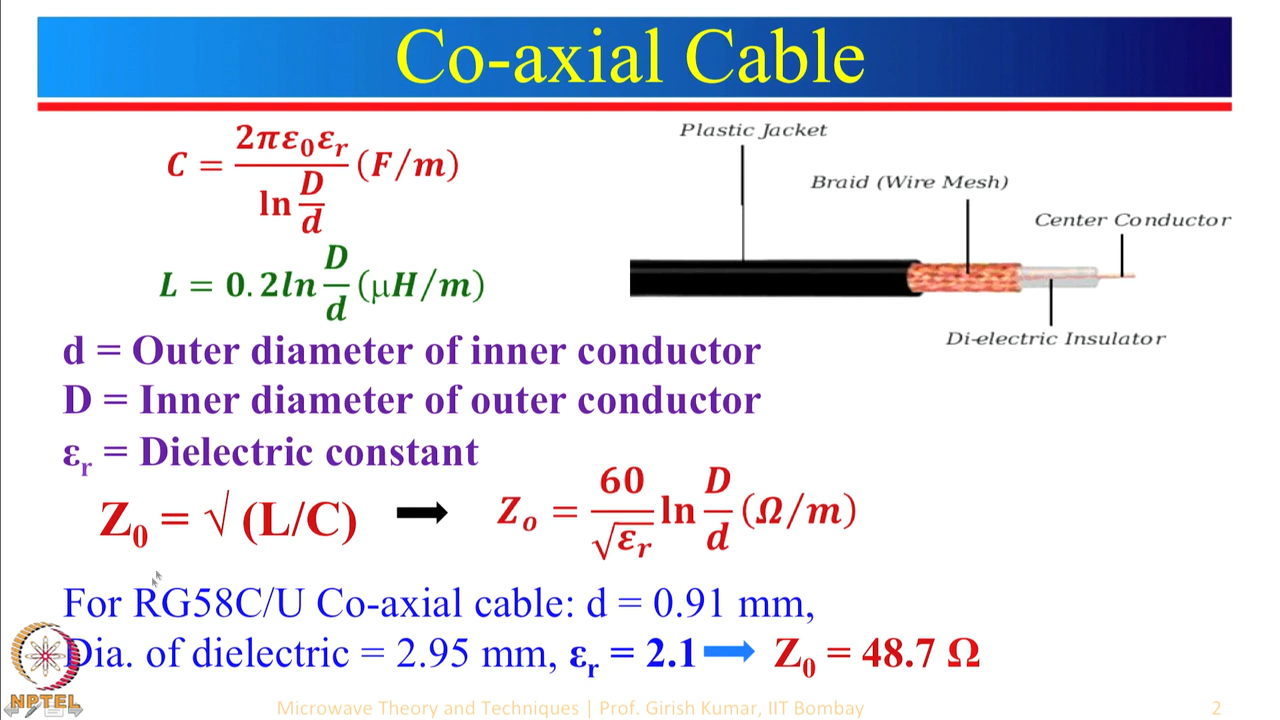 Co-axial Cable
C = 2πε₀εᵣ / ln D/d (F/m)
L = 0.2ln D/d (μH/m)
Plastic Jacket
Braid (Wire Mesh)
Center Conductor
Di-electric Insulator
d = Outer diameter of inner conductor
D = Inner diameter of outer conductor
εᵣ = Dielectric constant
Z₀ = √ (L/C) → Zₒ = 60/√εᵣ ln D/d (Ω/m)
For RG58C/U Co-axial cable: d = 0.91 mm,
Dia. of dielectric = 2.95 mm, εᵣ = 2.1 → Z₀ = 48.7 Ω
NPTEL
Microwave Theory and Techniques | Prof. Girish Kumar, IIT Bombay
2